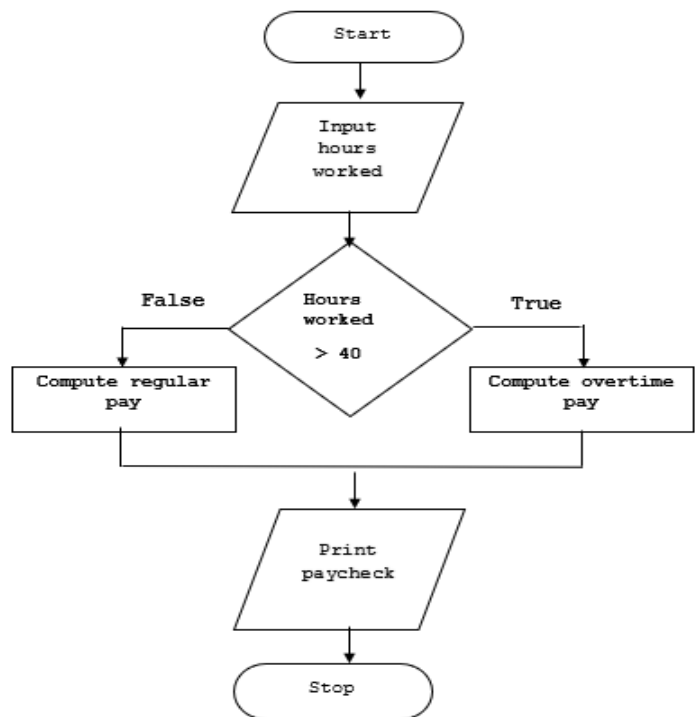 Start
Input
hours
worked
False
Hours
worked
> 40
True
Compute regular
pay
Compute overtime
pay
Print
paycheck
Stop